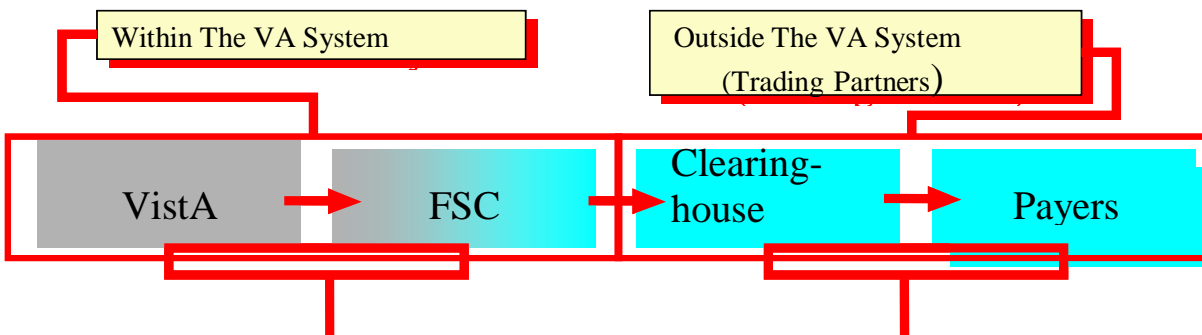 Within The VA System
Outside The VA System
(Trading Partners)
VistA
FSC
Clearing-
house
Payers